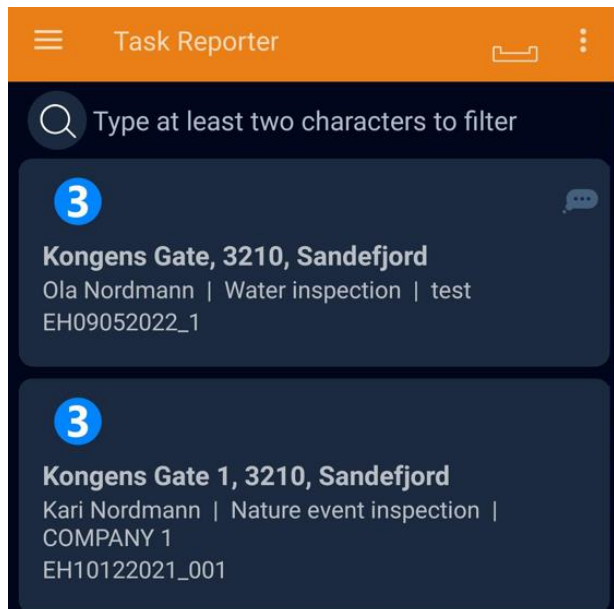 Task Reporter
Type at least two characters to filter
3
Kongens Gate, 3210, Sandefjord
Ola Nordmann | Water inspection | test
EH09052022_1
3
Kongens Gate 1, 3210, Sandefjord
Kari Nordmann | Nature event inspection |
COMPANY 1
EH10122021_001